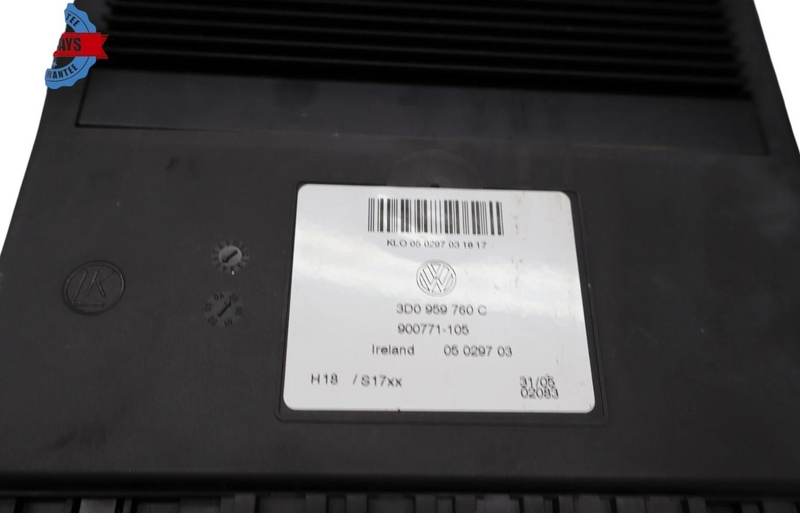 KLO 05 0297 03 18 17
3D0 959 760 C
900771-105
Ireland 05 0297 03
H18 / S17xx 31/05
02083